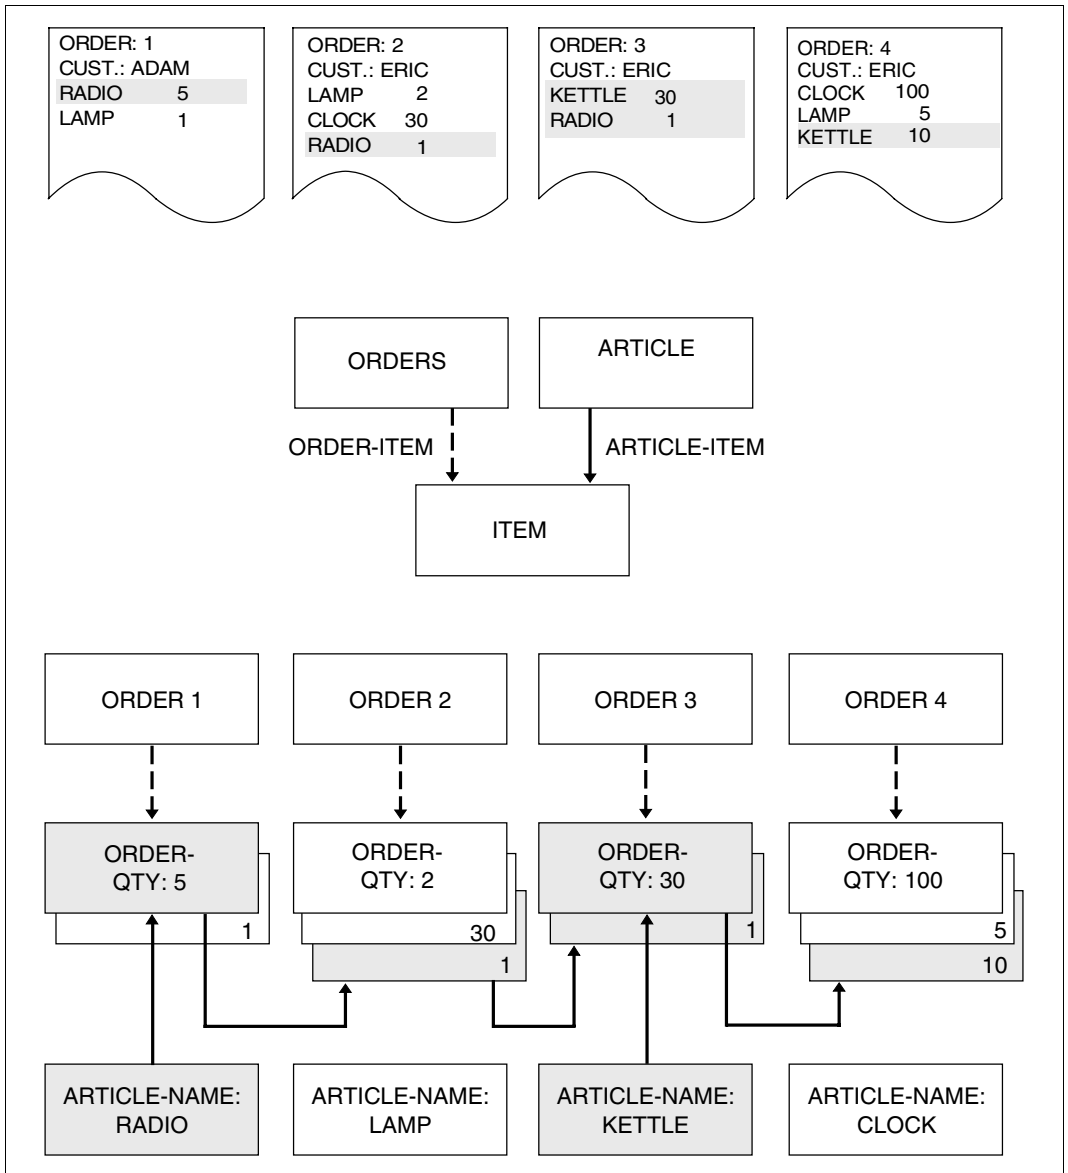 ORDER: 1
CUST.: ADAM
RADIO 5
LAMP 1
ORDER: 2
CUST.: ERIC
LAMP 2
CLOCK 30
RADIO 1
ORDER: 3
CUST.: ERIC
KETTLE 30
RADIO 1
ORDER: 4
CUST.: ERIC
CLOCK 100
LAMP 5
KETTLE 10
ORDERS
ARTICLE
ORDER-ITEM
ARTICLE-ITEM
ITEM
ORDER 1
ORDER 2
ORDER 3
ORDER 4
ORDER-
QTY: 5
1
ORDER-
QTY: 2
30
1
ORDER-
QTY: 30
1
ORDER-
QTY: 100
5
10
ARTICLE-NAME:
RADIO
ARTICLE-NAME:
LAMP
ARTICLE-NAME:
KETTLE
ARTICLE-NAME:
CLOCK